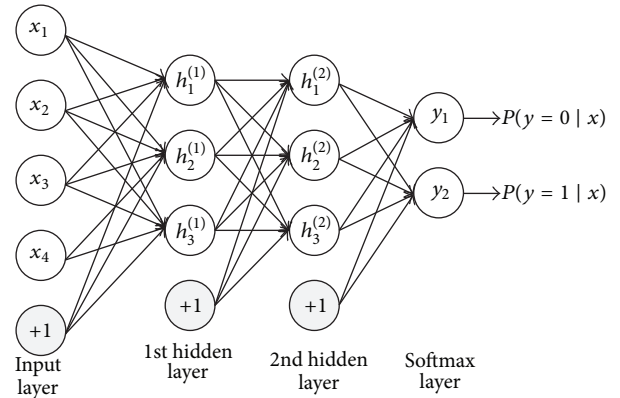 x₁
x₂
x₃
x₄
+1
Input
layer
h₁⁽¹⁾
h₂⁽¹⁾
h₃⁽¹⁾
+1
1st hidden
layer
h₁⁽²⁾
h₂⁽²⁾
h₃⁽²⁾
+1
2nd hidden
layer
y₁
y₂
Softmax
layer
P(y = 0 | x)
P(y = 1 | x)